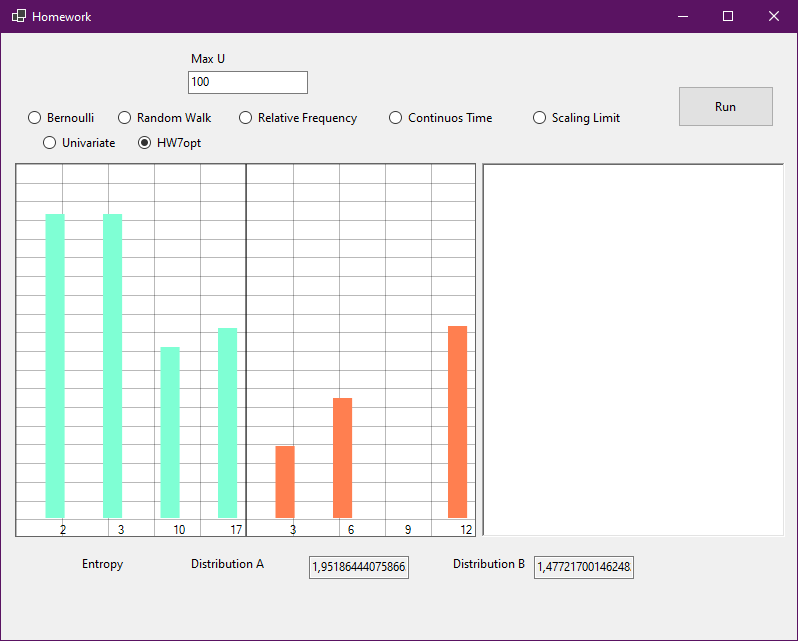 Homework
Max U
100
Bernoulli Random Walk Relative Frequency Continuos Time Scaling Limit
Run
Univariate HW7opt
2 3 10 17 3 6 9 12
Entropy Distribution A 1,95186444075866 Distribution B 1,47721700146248